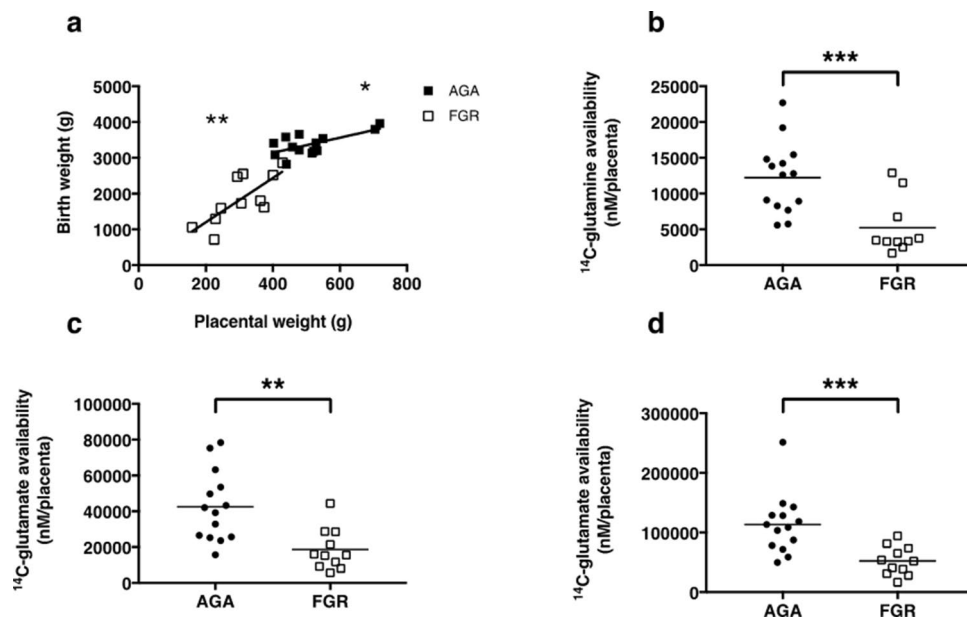 a
5000
4000
3000
2000
1000
0
0 200 400 600 800
Birth weight (g)
Placental weight (g)
**
*
AGA
FGR
b
***
25000
20000
15000
10000
5000
0
AGA FGR
14C-glutamine availability
(nM/placenta)
c
**
100000
80000
60000
40000
20000
0
AGA FGR
14C-glutamate availability
(nM/placenta)
d
***
300000
200000
100000
0
AGA FGR
14C-glutamate availability
(nM/placenta)